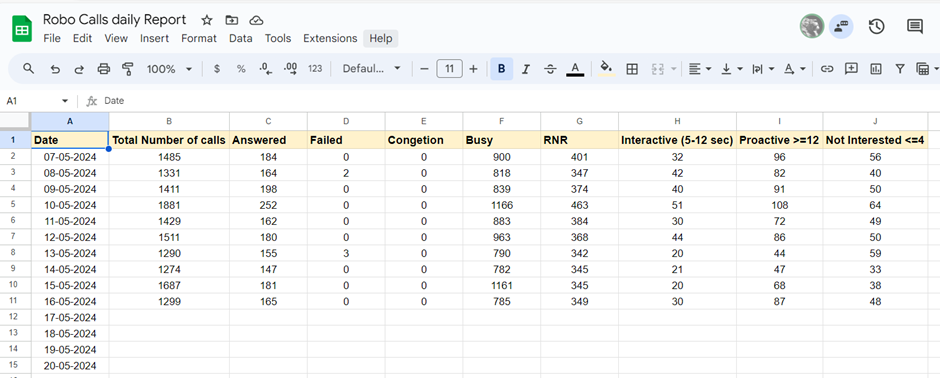 Robo Calls daily Report
File Edit View Insert Format Data Tools Extensions Help
100% $ % .0 .00 123 Defaul... 11 B I S A
A1 fx Date
A B C D E F G H I J
1 Date Total Number of calls Answered Failed Congetion Busy RNR Interactive (5-12 sec) Proactive >=12 Not Interested <=4
2 07-05-2024 1485 184 0 0 900 401 32 96 56
3 08-05-2024 1331 164 2 0 818 347 42 82 40
4 09-05-2024 1411 198 0 0 839 374 40 91 50
5 10-05-2024 1881 252 0 0 1166 463 51 108 64
6 11-05-2024 1429 162 0 0 883 384 30 72 49
7 12-05-2024 1511 180 0 0 963 368 44 86 50
8 13-05-2024 1290 155 3 0 790 342 20 44 59
9 14-05-2024 1274 147 0 0 782 345 21 47 33
10 15-05-2024 1687 181 0 0 1161 345 20 68 38
11 16-05-2024 1299 165 0 0 785 349 30 87 48
12 17-05-2024
13 18-05-2024
14 19-05-2024
15 20-05-2024